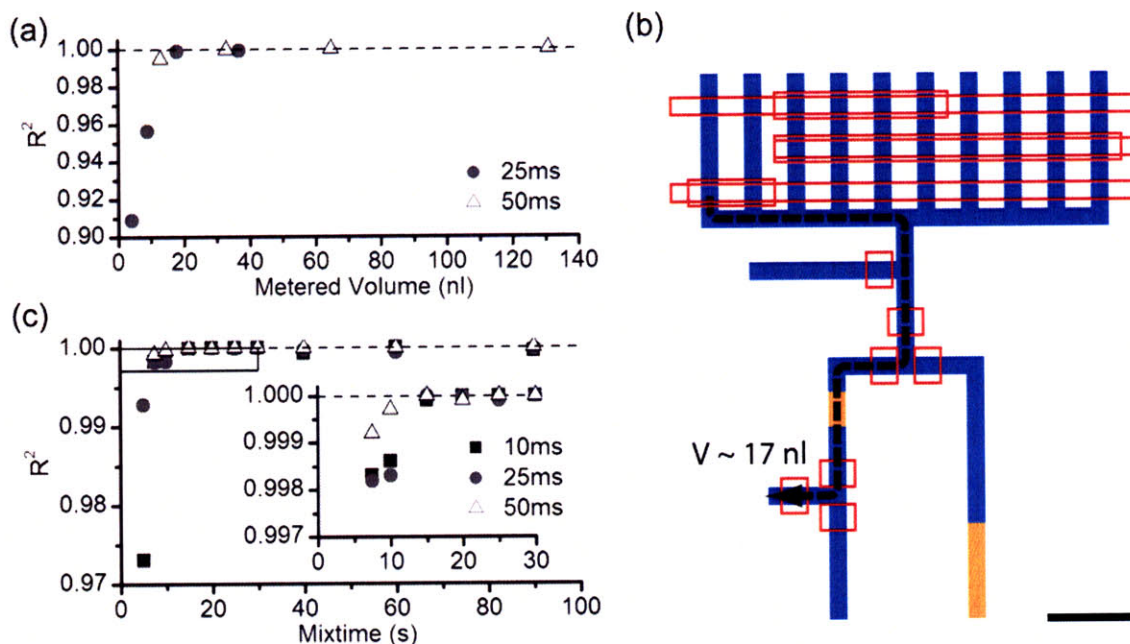 (a)
1.00
0.98
0.96
0.94
0.92
0.90
R²
25ms
50ms
0 20 40 60 80 100 120 140
Metered Volume (nl)
(b)
V ~ 17 nl
(c)
1.00
0.99
0.98
0.97
R²
0 20 40 60 80 100
Mixtime (s)
1.000
0.999
0.998
0.997
10ms
25ms
50ms
0 10 20 30